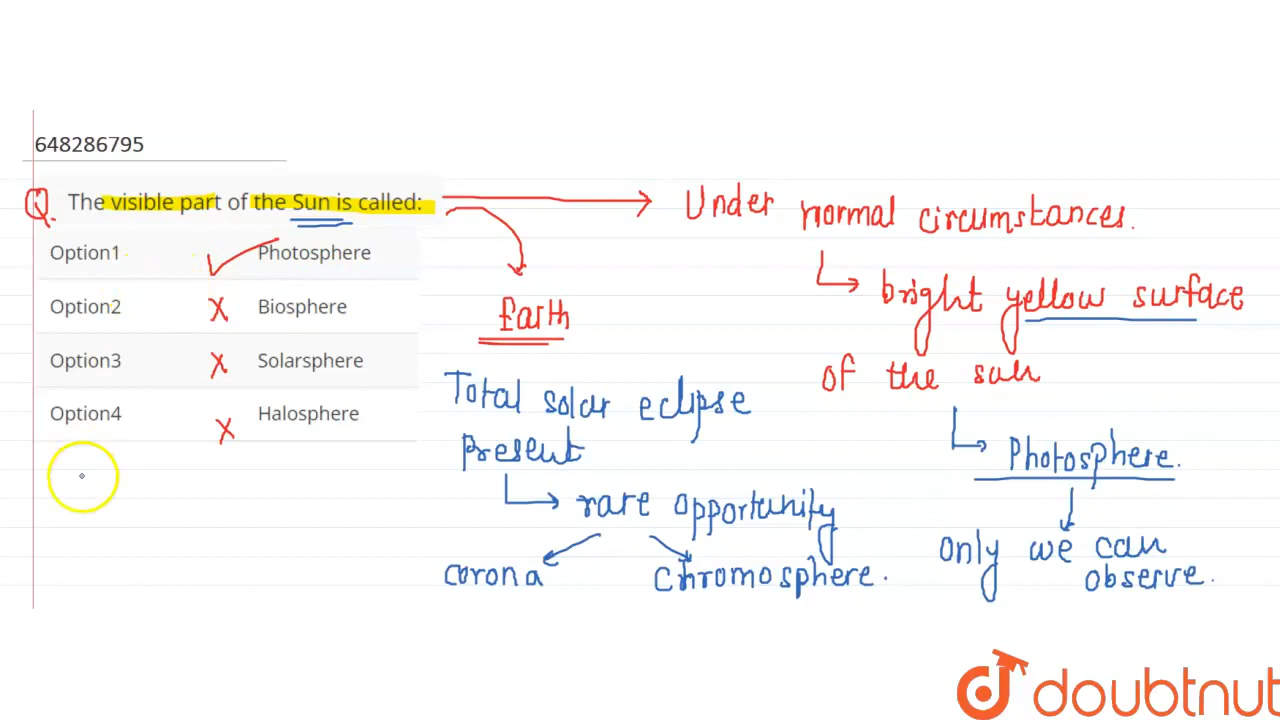 648286795
Q. The visible part of the Sun is called:
Option1 Photosphere
Option2 Biosphere
Option3 Solarsphere
Option4 Halosphere
Earth
Under normal circumstances.
bright yellow surface
of the sun
Photosphere.
only we can
observe.
Total solar eclipse
present
rare opportunity
corona chromosphere.
doubtnut